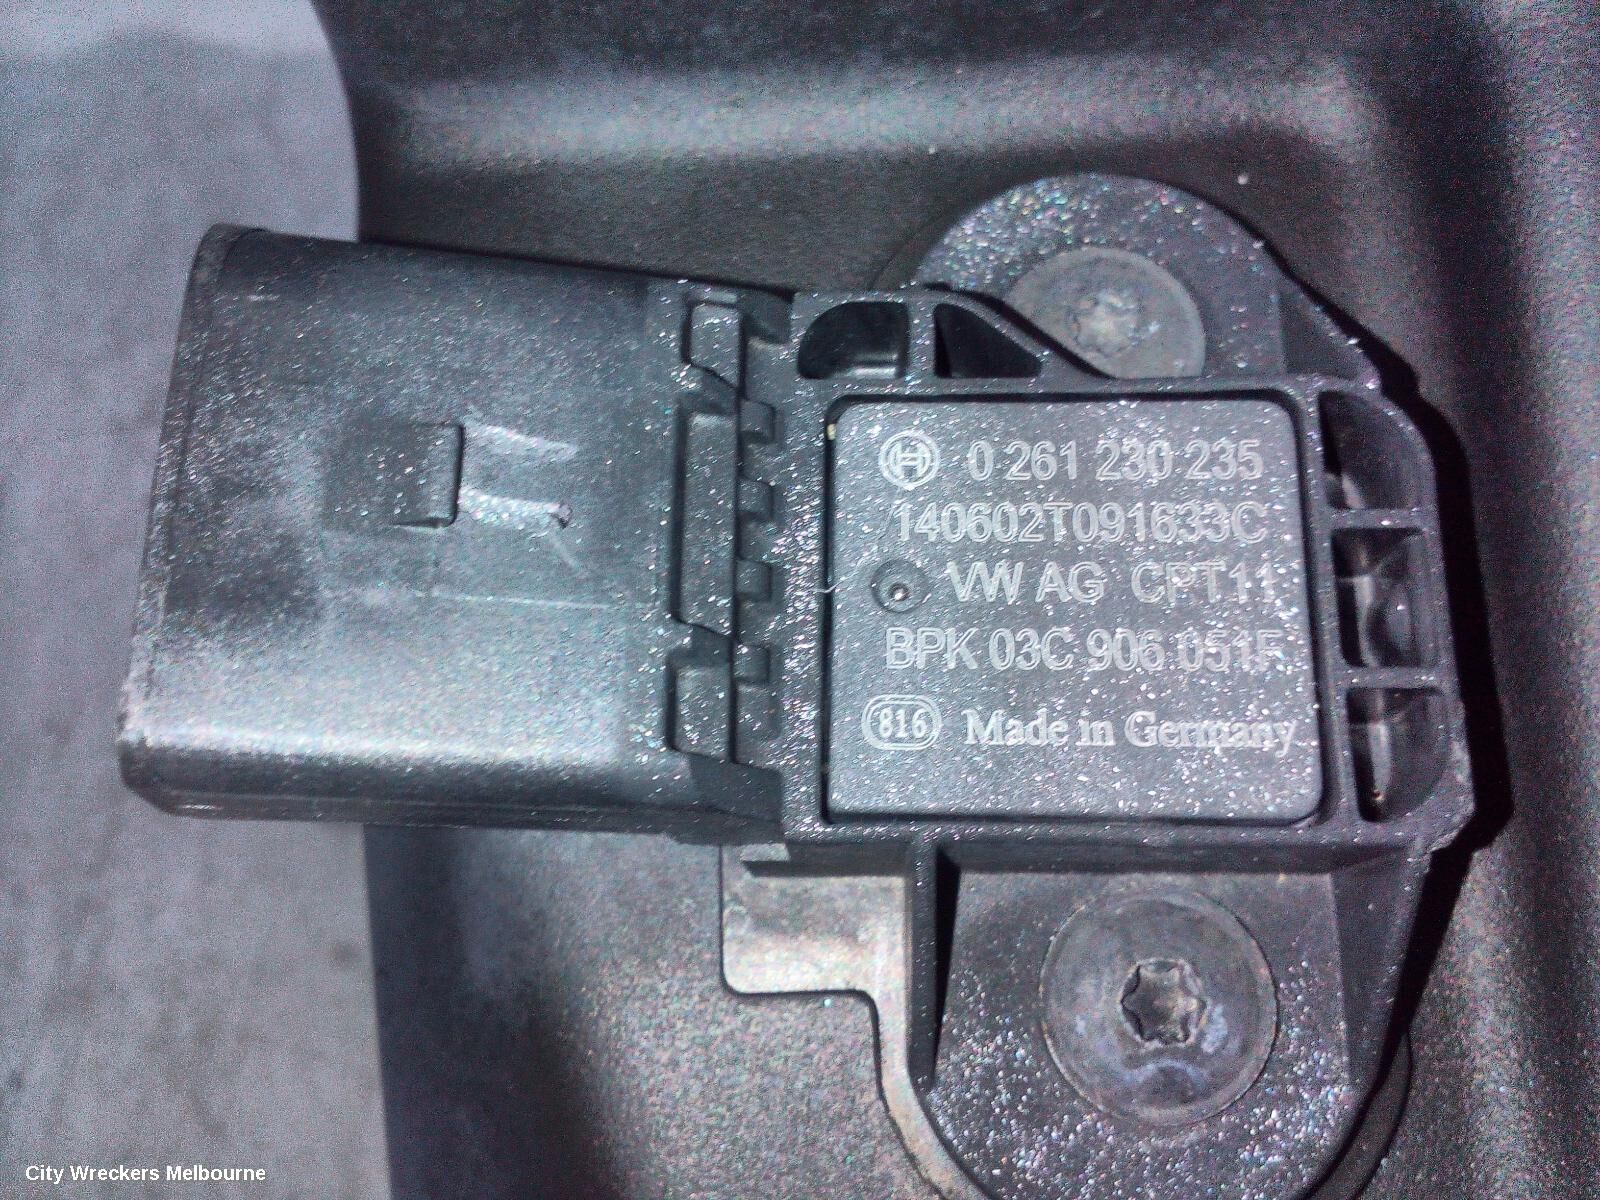 0 261 230 235
140602T091633C
VW AG CPT11
BPK 03C 906 051F
816 Made in Germany
City Wreckers Melbourne